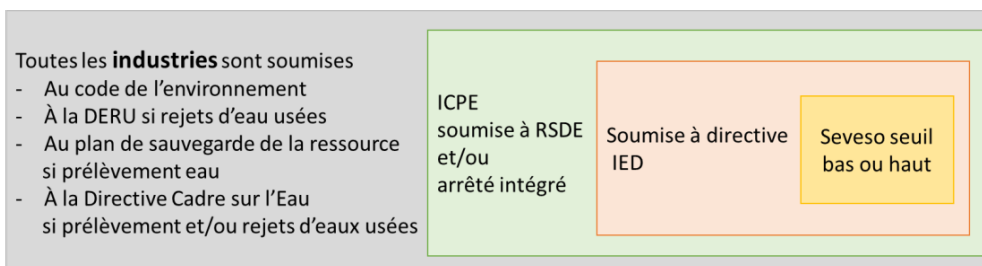 Toutes les industries sont soumises
- Au code de l'environnement
- À la DERU si rejets d'eau usées
- Au plan de sauvegarde de la ressource
si prélèvement eau
- À la Directive Cadre sur l'Eau
si prélèvement et/ou rejets d'eaux usées
ICPE
soumise à RSDE
et/ou
arrêté intégré
Soumise à directive
IED
Seveso seuil
bas ou haut